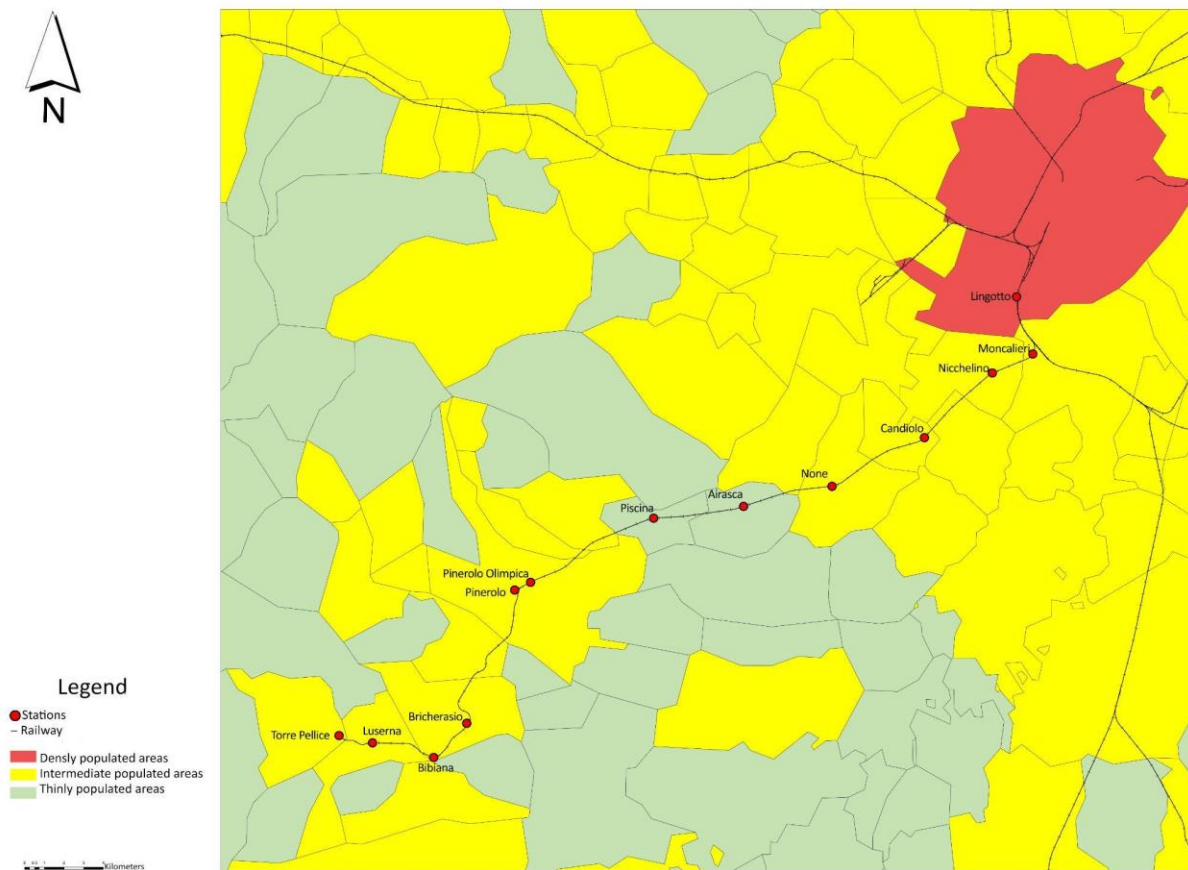 N
Lingotto
Moncalieri
Nicchelino
Candiolo
None
Airasca
Piscina
Pinerolo Olimpica
Pinerolo
Bricherasio
Torre Pellice
Luserna
Bibiana
Legend
Stations
Railway
Densly populated areas
Intermediate populated areas
Thinly populated areas
Kilometers